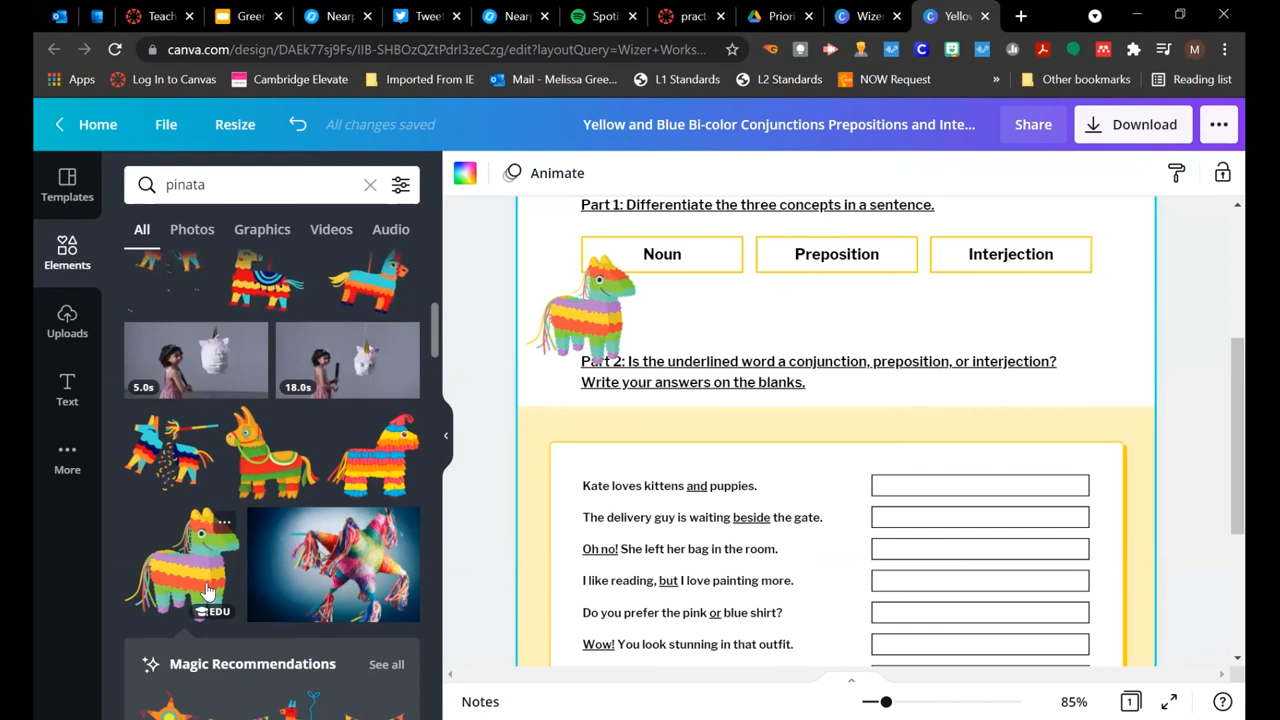 Teach
Green
Nearp
Tweet
Nearp
Spoti
practi
Priori
Wizer
Yellov
canva.com/design/DAEk77sj9Fs/IIB-SHBOzQZtPdrI3zeCzg/edit?layoutQuery=Wizer+Works...
M
Apps
Log In to Canvas
Cambridge Elevate
Imported From IE
Mail - Melissa Gree...
L1 Standards
L2 Standards
NOW Request
»
Other bookmarks
Reading list
Home
File
Resize
All changes saved
Yellow and Blue Bi-color Conjunctions Prepositions and Inte...
Share
Download
Templates
Elements
Uploads
Text
More
pinata
All
Photos
Graphics
Videos
Audio
5.0s
18.0s
EDU
Magic Recommendations
See all
Animate
Part 1: Differentiate the three concepts in a sentence.
Noun
Preposition
Interjection
Part 2: Is the underlined word a conjunction, preposition, or interjection?
Write your answers on the blanks.
Kate loves kittens and puppies.
The delivery guy is waiting beside the gate.
Oh no! She left her bag in the room.
I like reading, but I love painting more.
Do you prefer the pink or blue shirt?
Wow! You look stunning in that outfit.
Notes
85%
1